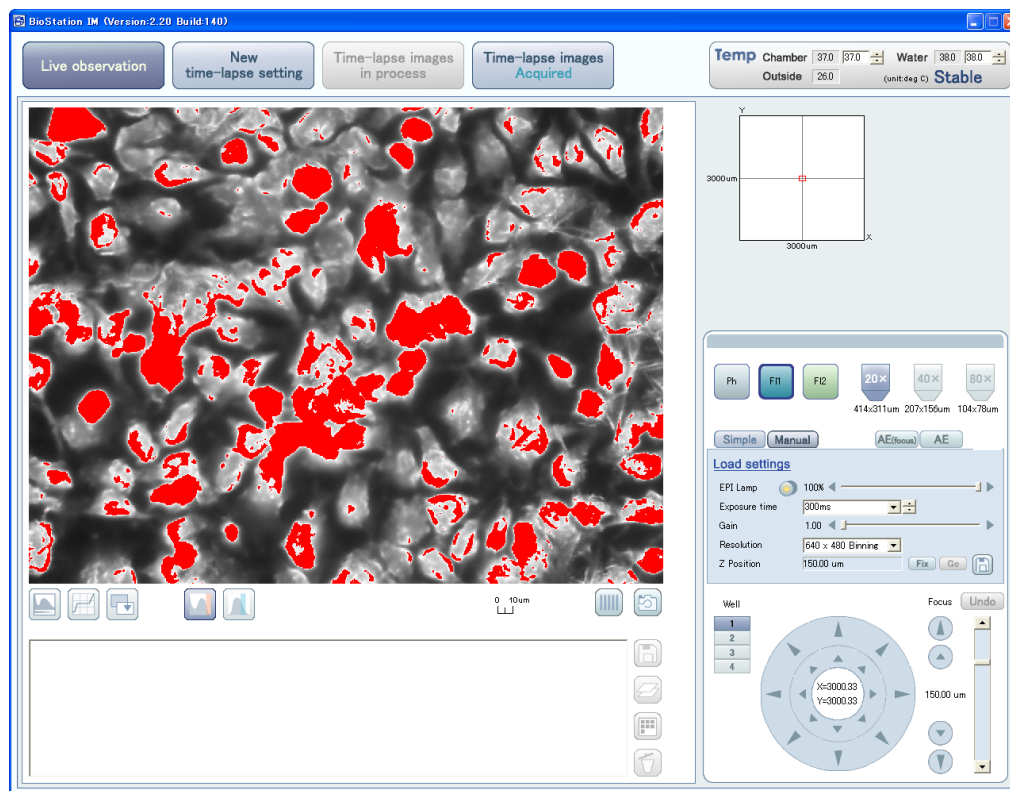 BioStation IM (Version:2.20 Build:140)
Live observation
New
time-lapse setting
Time-lapse images
in process
Time-lapse images
Acquired
Temp Chamber 37.0 37.0 Water 38.0 38.0
Outside 26.0 (unit:deg C) Stable
Y
3000um
X
3000um
Ph Fl1 Fl2 20× 40× 80×
414x311um 207x156um 104x78um
Simple Manual AE(focus) AE
Load settings
EPI Lamp 100%
Exposure time 300ms
Gain 1.00
Resolution 640 x 480 Binning
Z Position 150.00 um Fix Go
0 10um
Well Focus Undo
1
2
3
4
X=3000.33
Y=3000.33
150.00 um